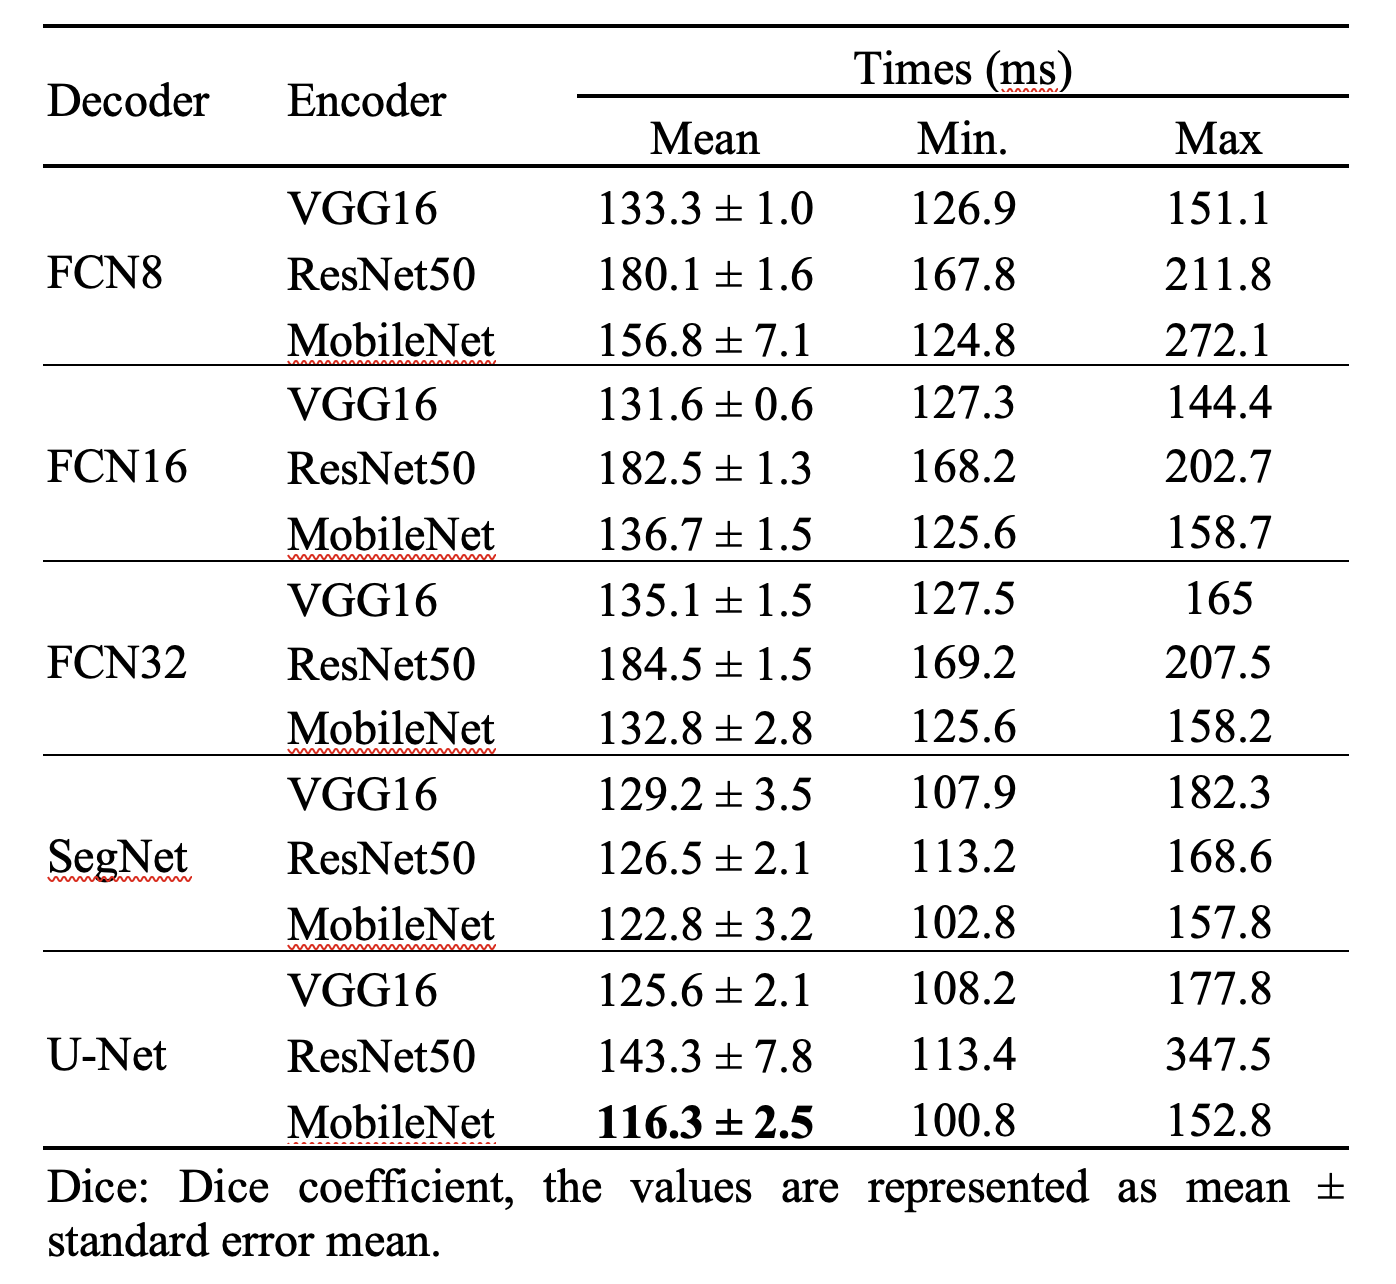 Times (ms)
Decoder Encoder
Mean Min. Max
VGG16 133.3 ± 1.0 126.9 151.1
FCN8 ResNet50 180.1 ± 1.6 167.8 211.8
MobileNet 156.8 ± 7.1 124.8 272.1
VGG16 131.6 ± 0.6 127.3 144.4
FCN16 ResNet50 182.5 ± 1.3 168.2 202.7
MobileNet 136.7 ± 1.5 125.6 158.7
VGG16 135.1 ± 1.5 127.5 165
FCN32 ResNet50 184.5 ± 1.5 169.2 207.5
MobileNet 132.8 ± 2.8 125.6 158.2
VGG16 129.2 ± 3.5 107.9 182.3
SegNet ResNet50 126.5 ± 2.1 113.2 168.6
MobileNet 122.8 ± 3.2 102.8 157.8
VGG16 125.6 ± 2.1 108.2 177.8
U-Net ResNet50 143.3 ± 7.8 113.4 347.5
MobileNet 116.3 ± 2.5 100.8 152.8
Dice: Dice coefficient, the values are represented as mean ±
standard error mean.